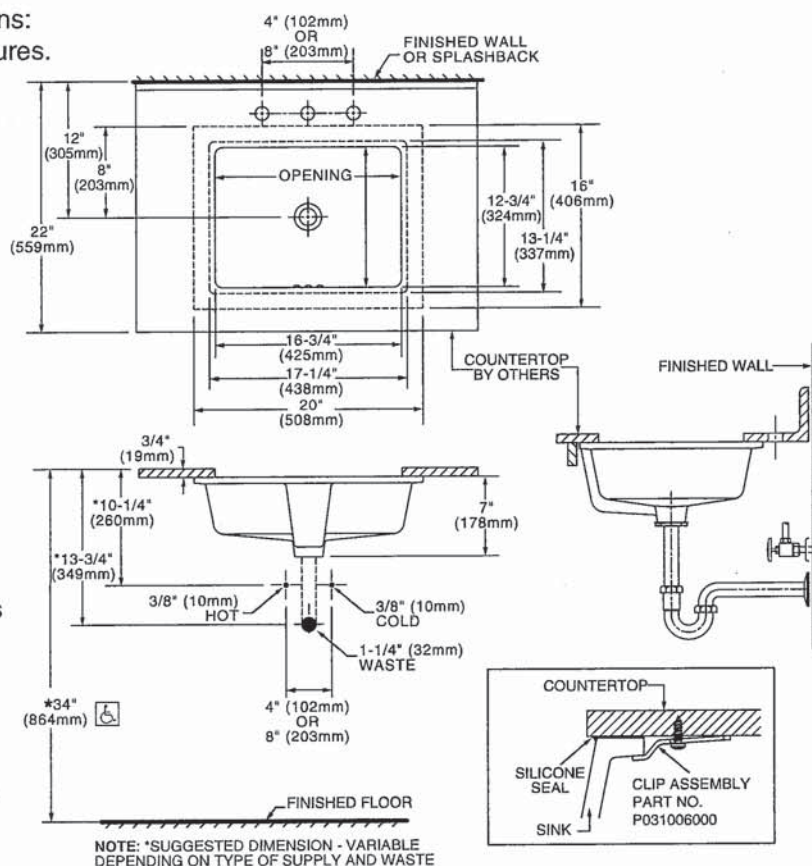 ns:
ures.
4" (102mm)
OR
8" (203mm)
FINISHED WALL
OR SPLASHBACK
12"
(305mm)
8"
(203mm)
22"
(559mm)
OPENING
12-3/4"
(324mm)
16"
(406mm)
13-1/4"
(337mm)
16-3/4"
(425mm)
17-1/4"
(438mm)
20"
(508mm)
COUNTERTOP
BY OTHERS
FINISHED WALL
3/4"
(19mm)
*10-1/4"
(260mm)
*13-3/4"
(349mm)
7"
(178mm)
3/8" (10mm)
HOT
3/8" (10mm)
COLD
1-1/4" (32mm)
WASTE
s
*34"
(864mm)
4" (102mm)
OR
8" (203mm)
FINISHED FLOOR
COUNTERTOP
SILICONE
SEAL
SINK
CLIP ASSEMBLY
PART NO.
P031006000
NOTE: *SUGGESTED DIMENSION - VARIABLE
DEPENDING ON TYPE OF SUPPLY AND WASTE